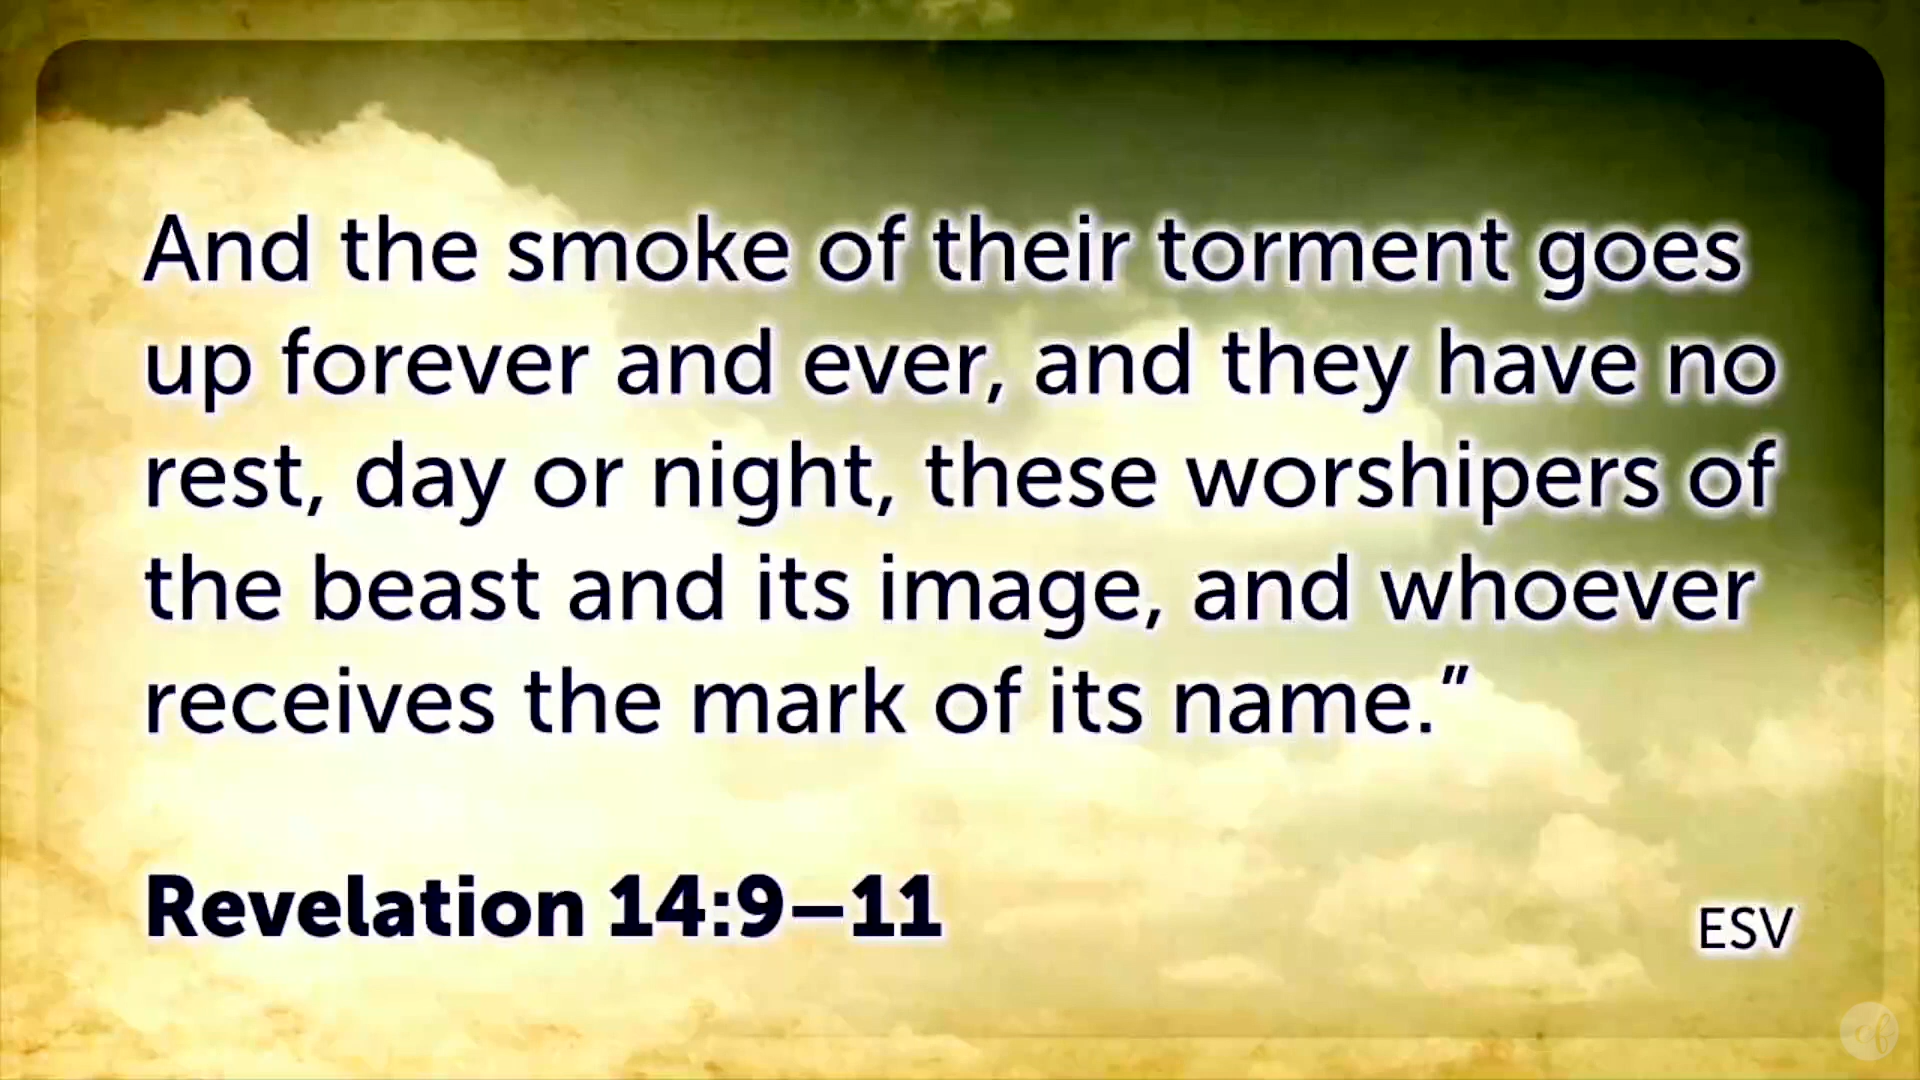 And the smoke of their torment goes
up forever and ever, and they have no
rest, day or night, these worshipers of
the beast and its image, and whoever
receives the mark of its name.”
Revelation 14:9–11
ESV